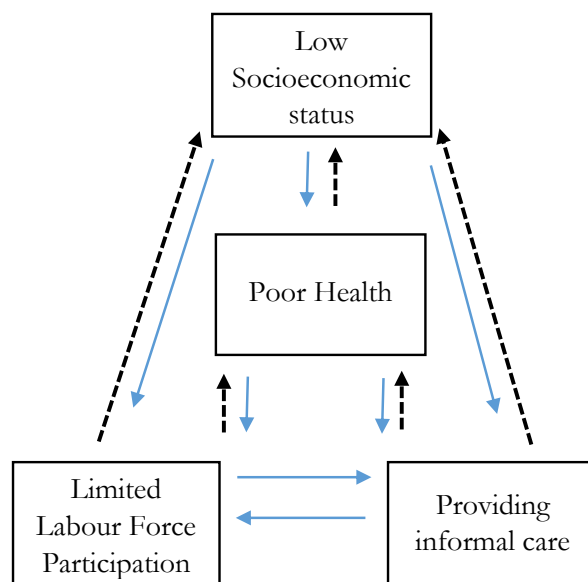 Low
Socioeconomic
status
Poor Health
Limited
Labour Force
Participation
Providing
informal care